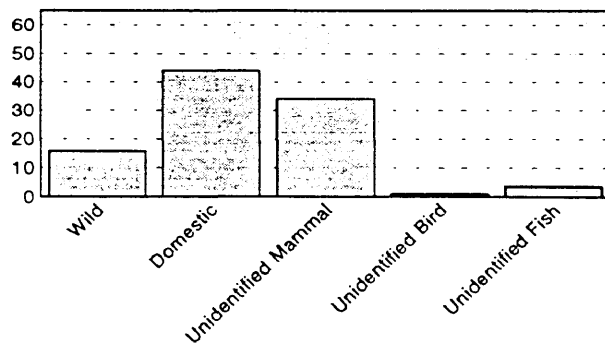 60
50
40
30
20
10
0
Wild
Domestic
Unidentified Mammal
Unidentified Bird
Unidentified Fish